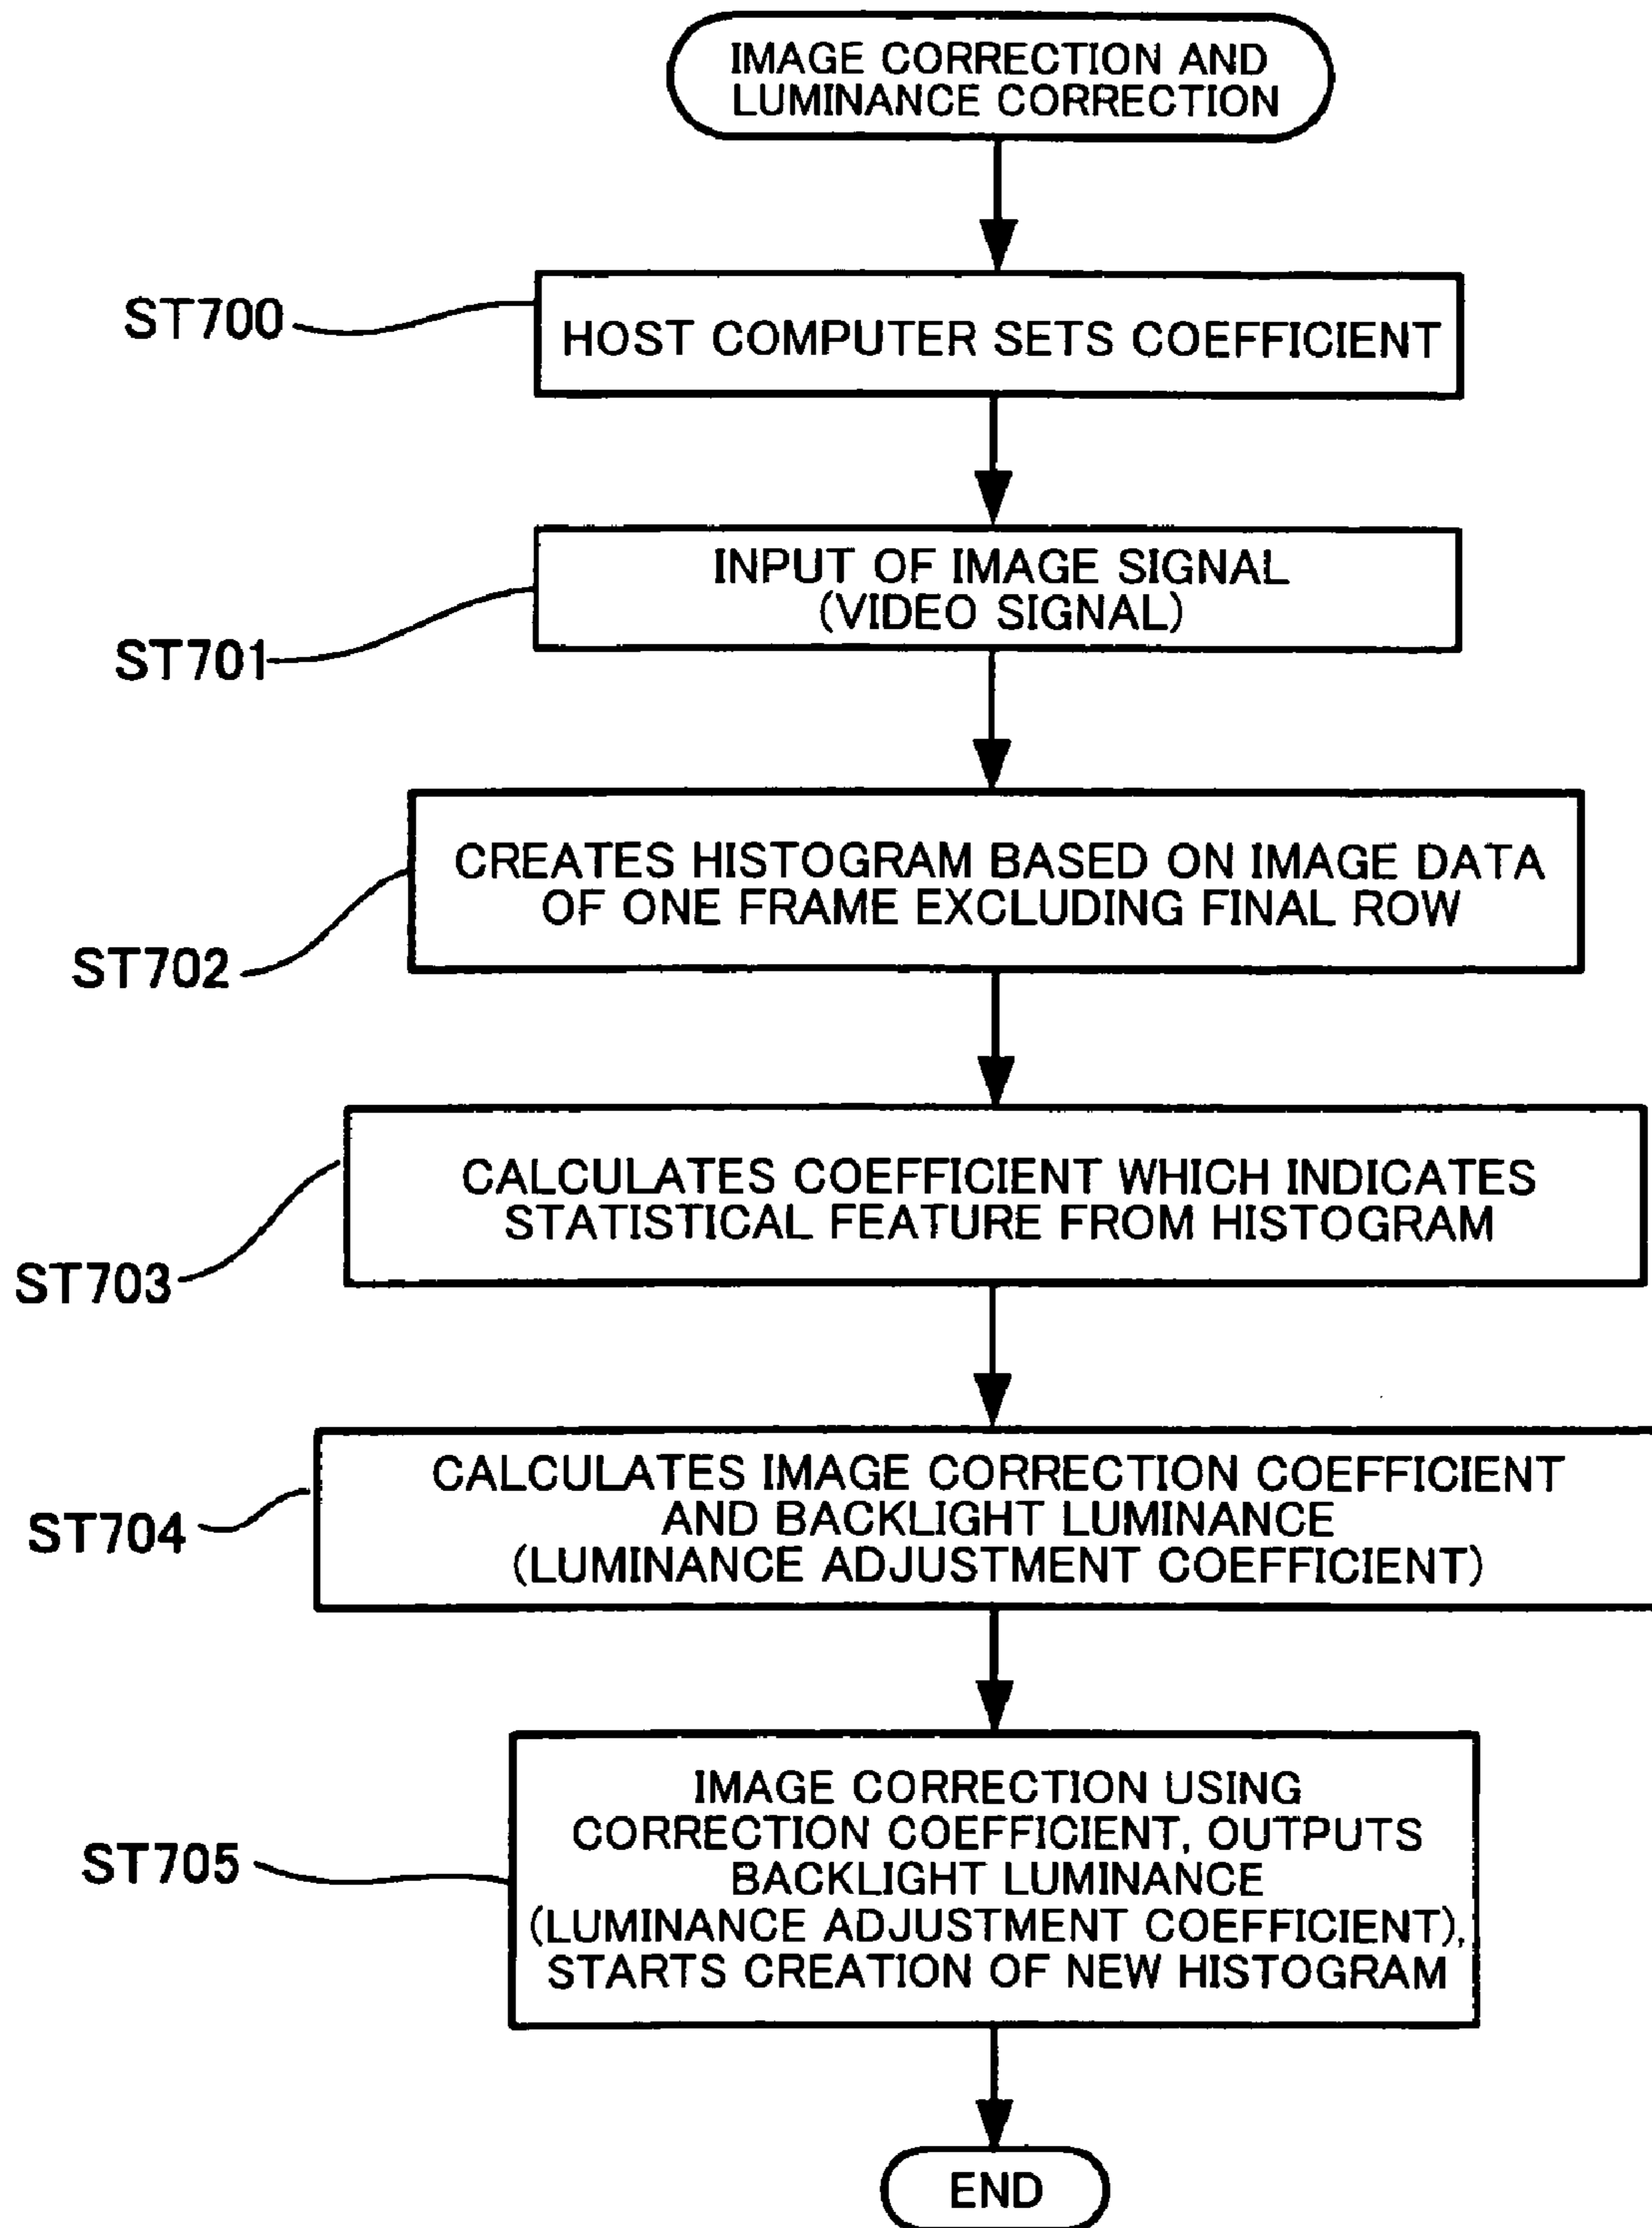 IMAGE CORRECTION AND
LUMINANCE CORRECTION
ST700
HOST COMPUTER SETS COEFFICIENT
ST701
INPUT OF IMAGE SIGNAL
(VIDEO SIGNAL)
ST702
CREATES HISTOGRAM BASED ON IMAGE DATA
OF ONE FRAME EXCLUDING FINAL ROW
ST703
CALCULATES COEFFICIENT WHICH INDICATES
STATISTICAL FEATURE FROM HISTOGRAM
ST704
CALCULATES IMAGE CORRECTION COEFFICIENT
AND BACKLIGHT LUMINANCE
(LUMINANCE ADJUSTMENT COEFFICIENT)
ST705
IMAGE CORRECTION USING
CORRECTION COEFFICIENT, OUTPUTS
BACKLIGHT LUMINANCE
(LUMINANCE ADJUSTMENT COEFFICIENT),
STARTS CREATION OF NEW HISTOGRAM
END